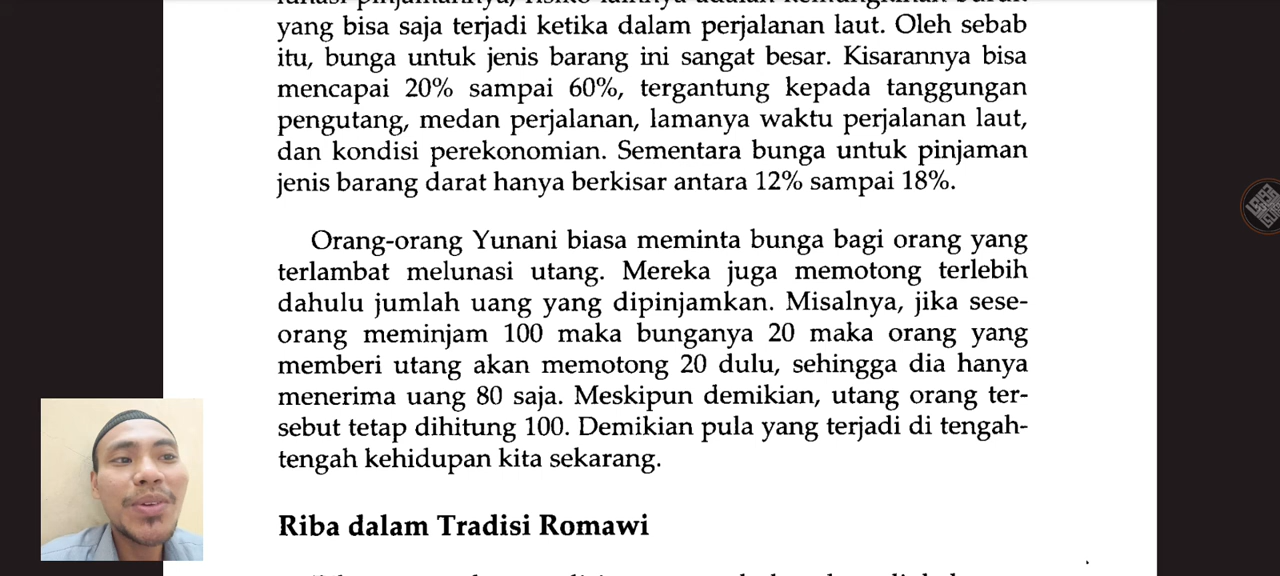 yang bisa saja terjadi ketika dalam perjalanan laut. Oleh sebab
itu, bunga untuk jenis barang ini sangat besar. Kisarannya bisa
mencapai 20% sampai 60%, tergantung kepada tanggungan
pengutang, medan perjalanan, lamanya waktu perjalanan laut,
dan kondisi perekonomian. Sementara bunga untuk pinjaman
jenis barang darat hanya berkisar antara 12% sampai 18%.
Orang-orang Yunani biasa meminta bunga bagi orang yang
terlambat melunasi utang. Mereka juga memotong terlebih
dahulu jumlah uang yang dipinjamkan. Misalnya, jika sese-
orang meminjam 100 maka bunganya 20 maka orang yang
memberi utang akan memotong 20 dulu, sehingga dia hanya
menerima uang 80 saja. Meskipun demikian, utang orang ter-
sebut tetap dihitung 100. Demikian pula yang terjadi di tengah-
tengah kehidupan kita sekarang.
Riba dalam Tradisi Romawi